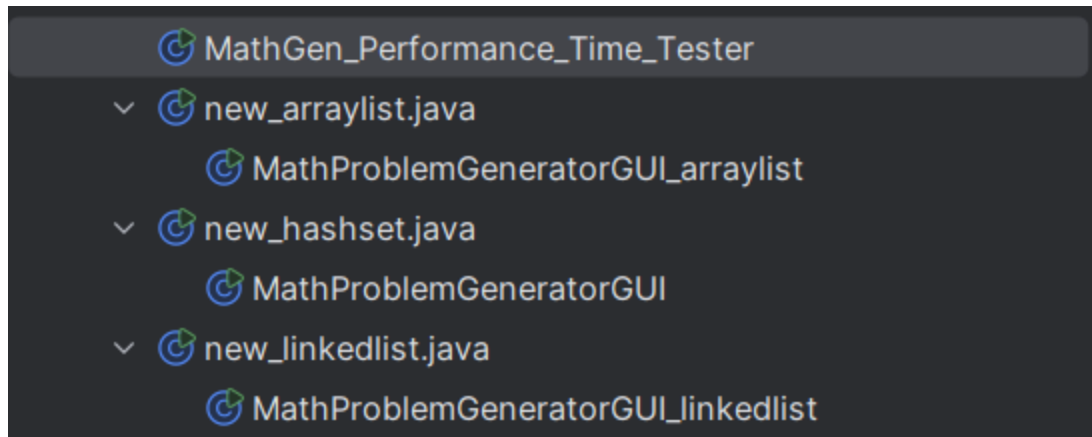 MathGen_Performance_Time_Tester
new_arraylist.java
MathProblemGeneratorGUI_arraylist
new_hashset.java
MathProblemGeneratorGUI
new_linkedlist.java
MathProblemGeneratorGUI_linkedlist